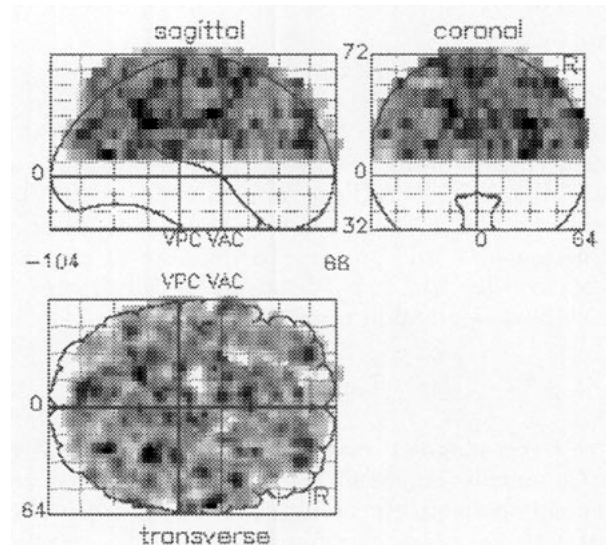 sagittal coronal
72
R
0 0
32
VPC VAC 0 64
-104 68
VPC VAC
0
R
64
transverse